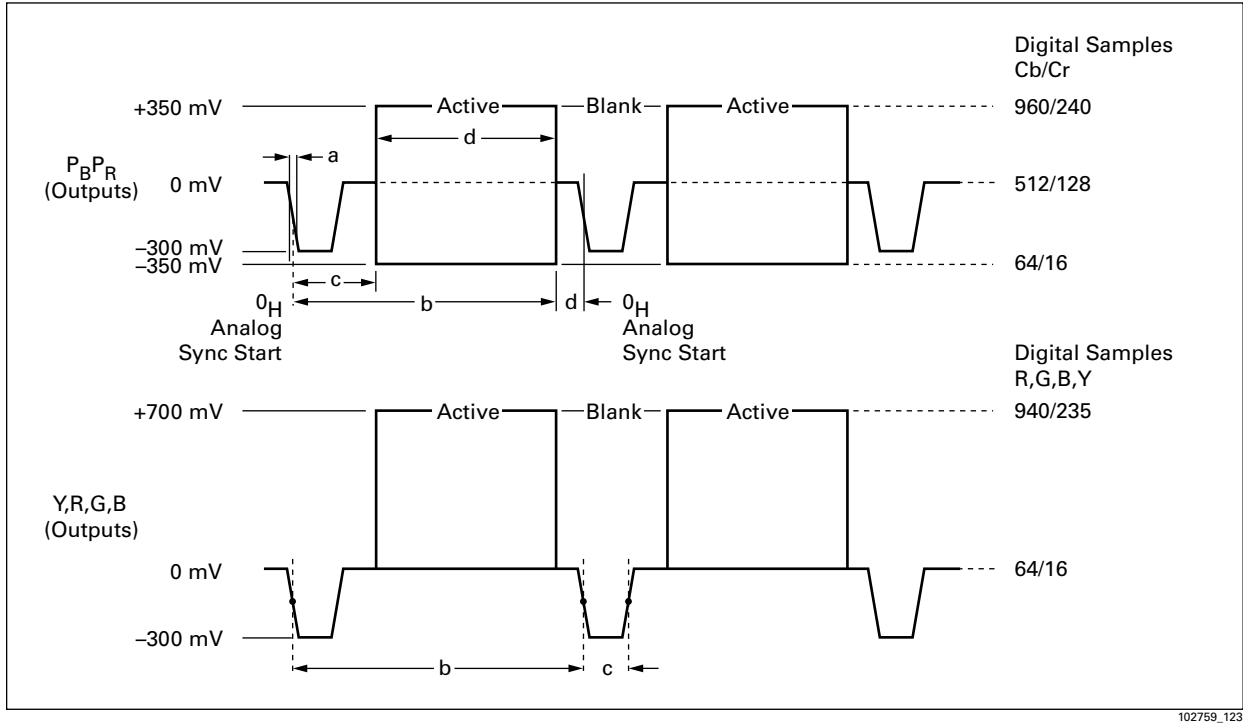 Digital Samples
Cb/Cr
+350 mV
Active
Blank
Active
960/240
d
a
PBPR
(Outputs)
0 mV
512/128
–300 mV
–350 mV
64/16
c
0H
Analog
Sync Start
b
d
0H
Analog
Sync Start
Digital Samples
R,G,B,Y
+700 mV
Active
Blank
Active
940/235
Y,R,G,B
(Outputs)
0 mV
64/16
–300 mV
b
c
102759_123